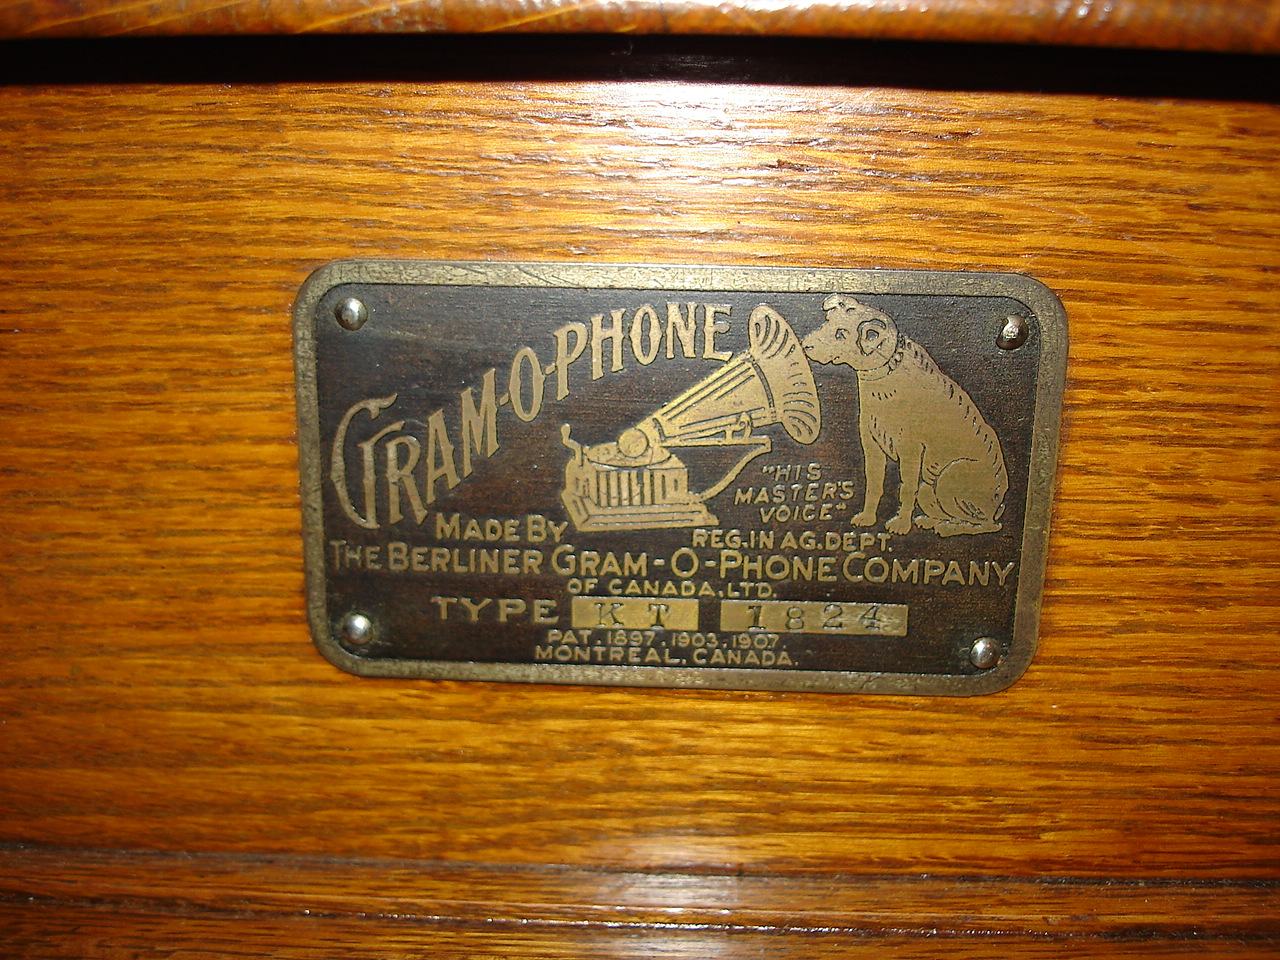 GRAM-O-PHONE
"HIS
MASTER'S
VOICE"
MADE BY
REG. IN AG. DEPT.
THE BERLINER GRAM-O-PHONE COMPANY
OF CANADA, LTD.
TYPE KT 1824
PAT. 1897, 1903, 1907.
MONTREAL, CANADA.